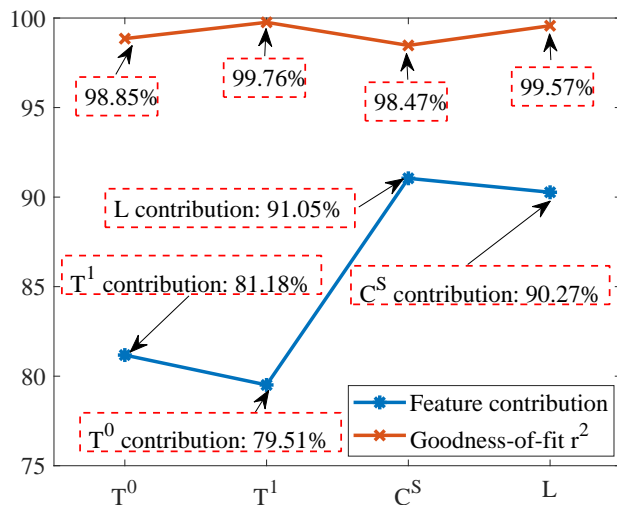 100
95
90
85
80
75
98.85%
99.76%
98.47%
99.57%
L contribution: 91.05%
T¹ contribution: 81.18%
Cˢ contribution: 90.27%
T⁰ contribution: 79.51%
Feature contribution
Goodness-of-fit r²
T⁰
T¹
Cˢ
L